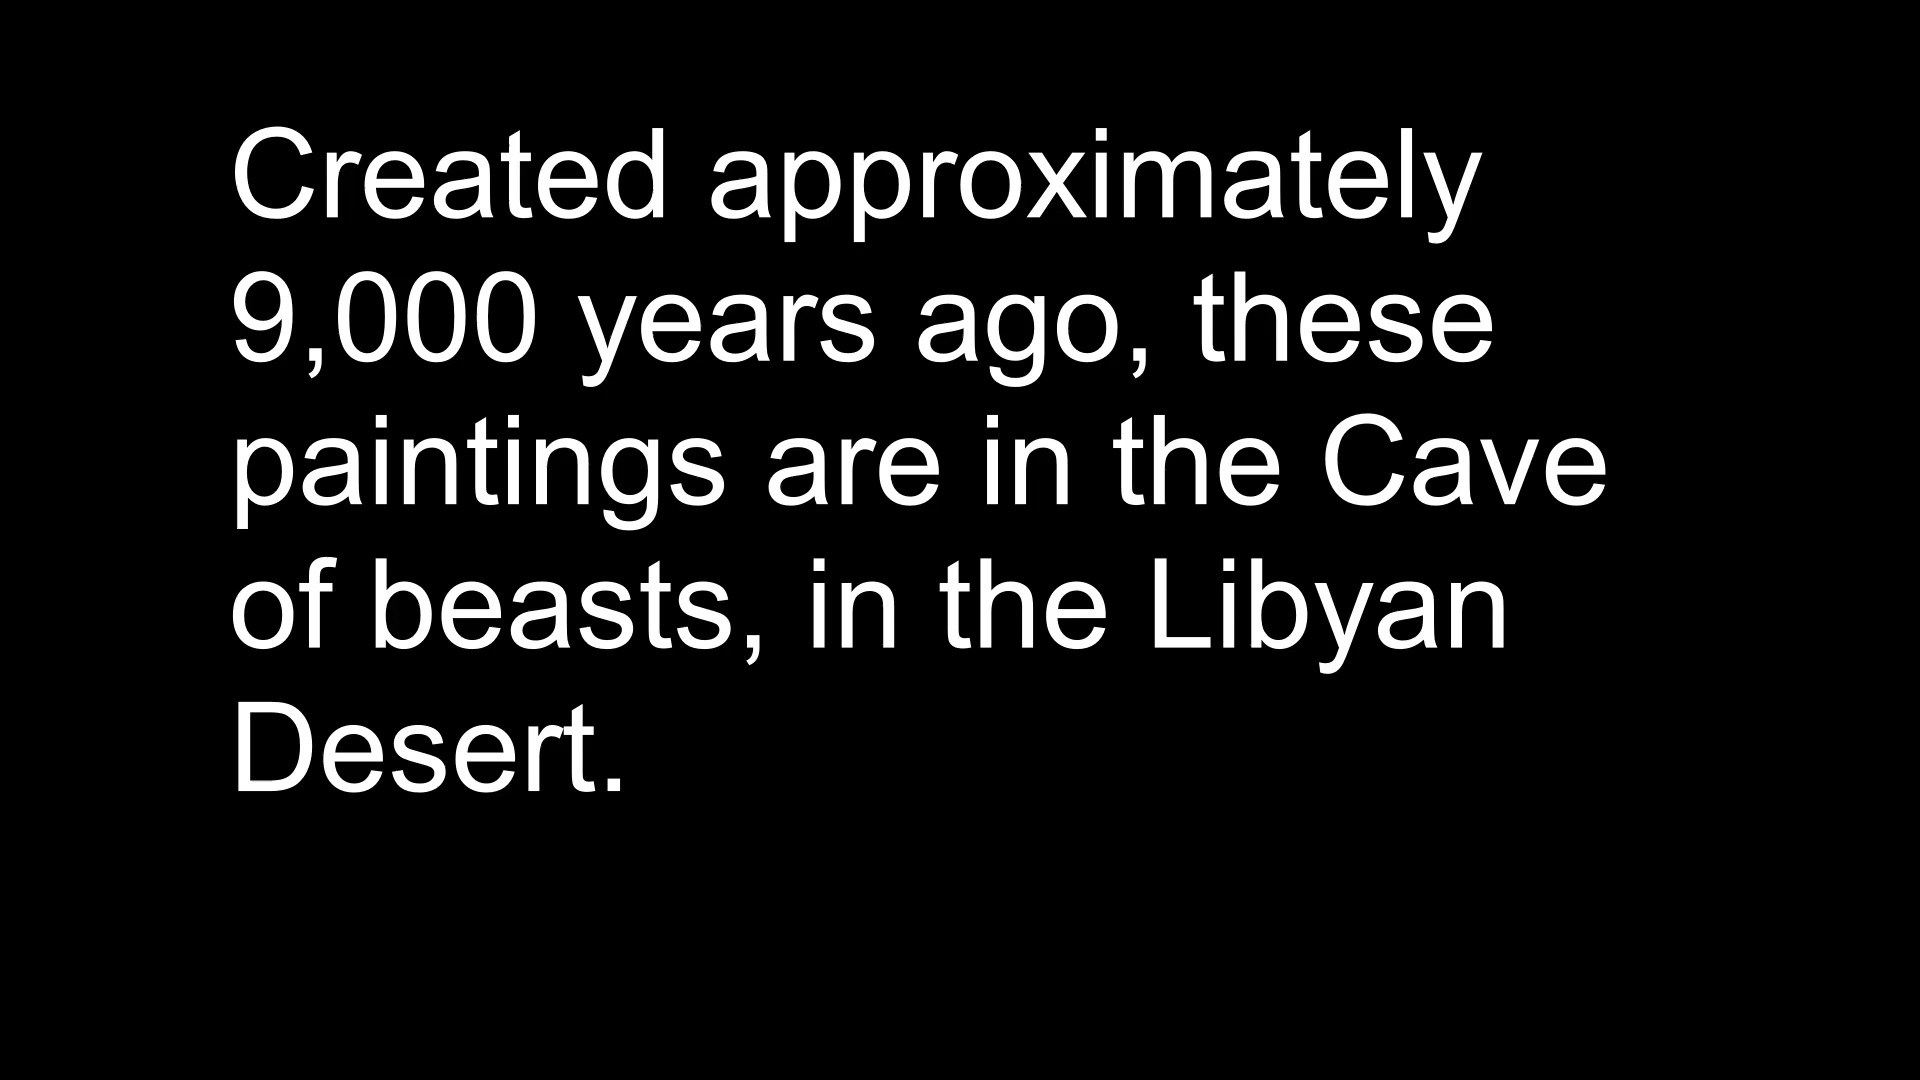 Created approximately
9,000 years ago, these
paintings are in the Cave
of beasts, in the Libyan
Desert.